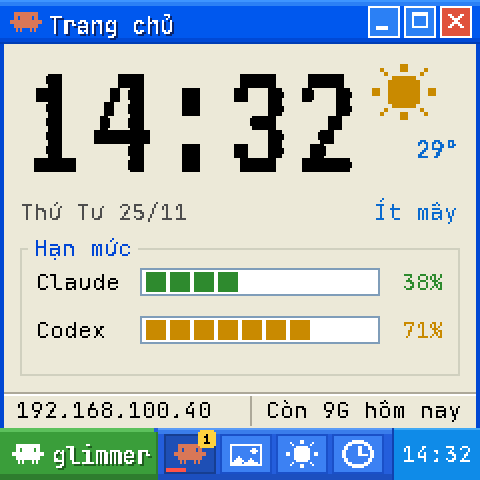 Trang chủ
14:32
29°
Thứ Tư 25/11
Ít mây
Hạn mức
Claude 38%
Codex 71%
192.168.100.40
Còn 9G hôm nay
glimmer
1
14:32